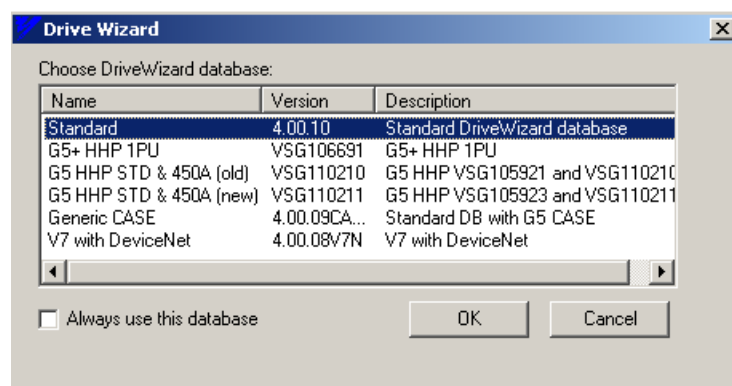 Drive Wizard
Choose DriveWizard database:
Name Version Description
Standard 4.00.10 Standard DriveWizard database
G5+ HHP 1PU VSG106691 G5+ HHP 1PU
G5 HHP STD & 450A (old) VSG110210 G5 HHP VSG105921 and VSG110210
G5 HHP STD & 450A (new) VSG110211 G5 HHP VSG105923 and VSG110211
Generic CASE 4.00.09CA... Standard DB with G5 CASE
V7 with DeviceNet 4.00.08V7N V7 with DeviceNet
Always use this database OK Cancel